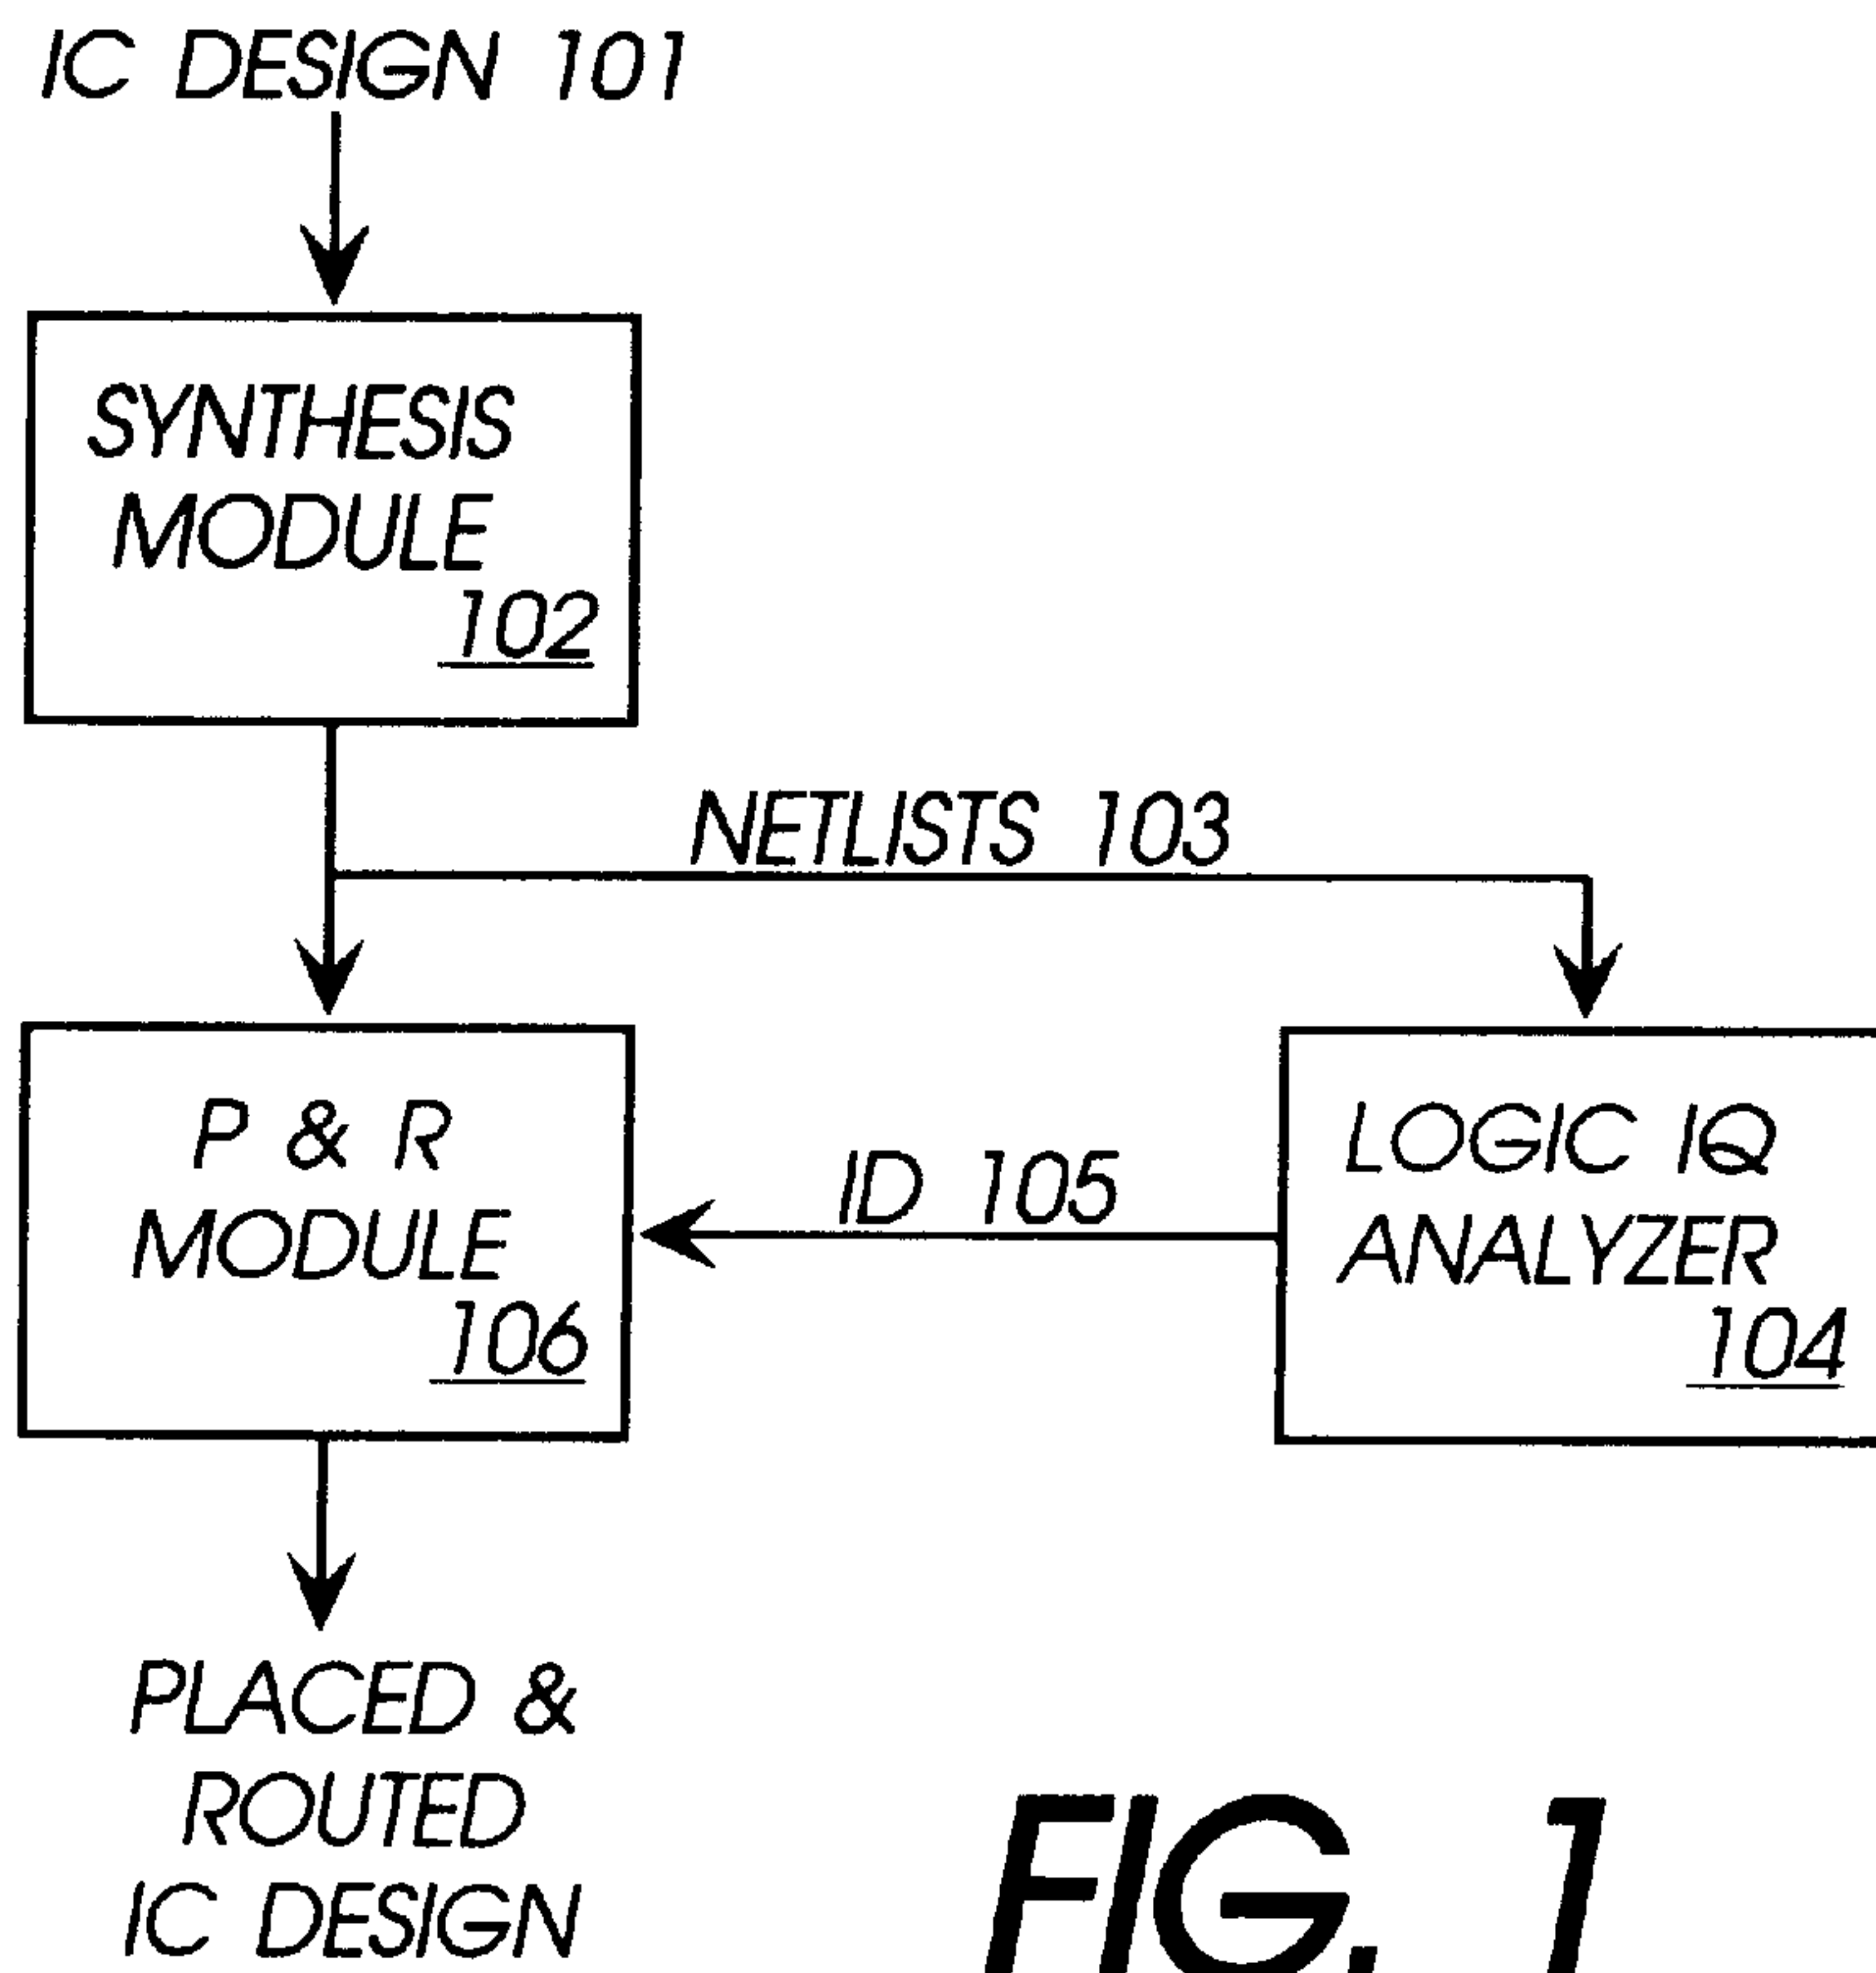 IC DESIGN 101
SYNTHESIS
MODULE
102
NETLISTS 103
P & R
MODULE
106
ID 105
LOGIC IQ
ANALYZER
104
PLACED &
ROUTED
IC DESIGN
FIG. 1